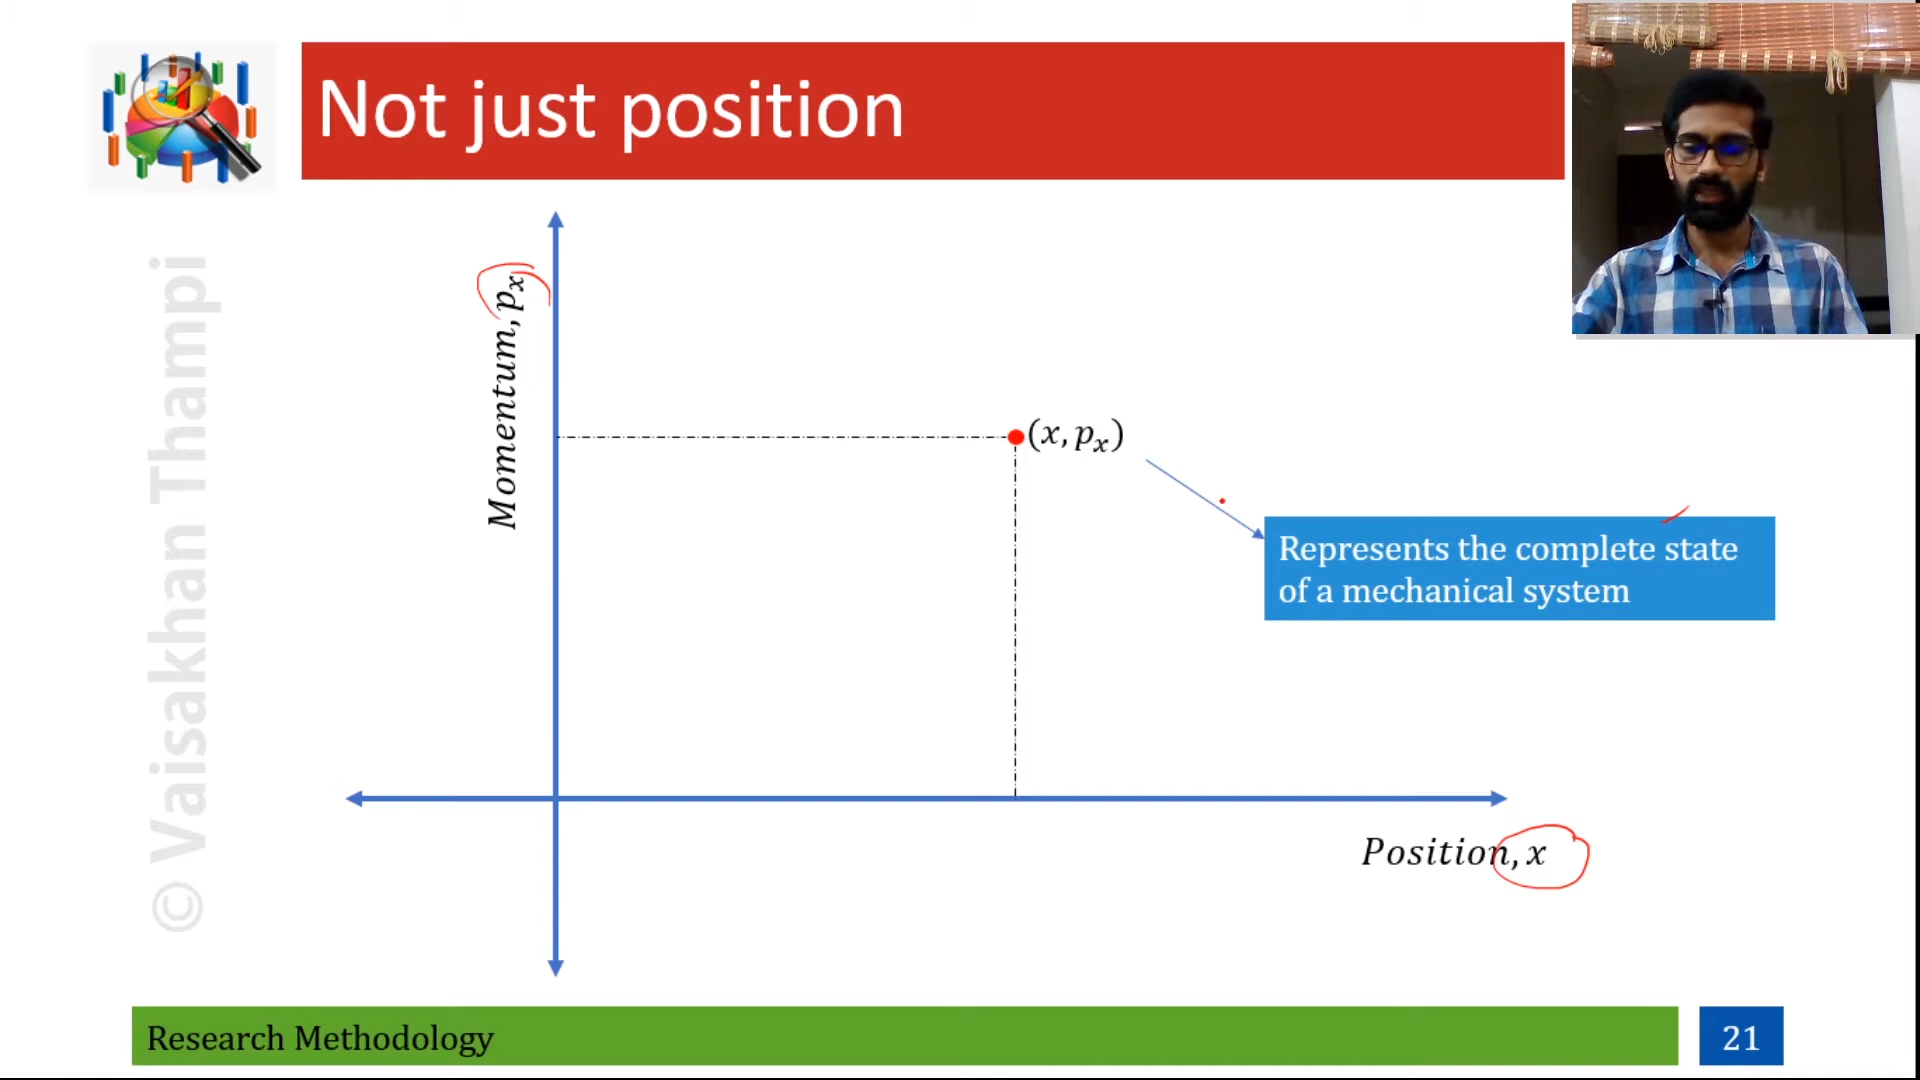 Not just position
© Vaisakhan Thampi
Momentum, pₓ
(x, pₓ)
Represents the complete state
of a mechanical system
Position, x
Research Methodology
21